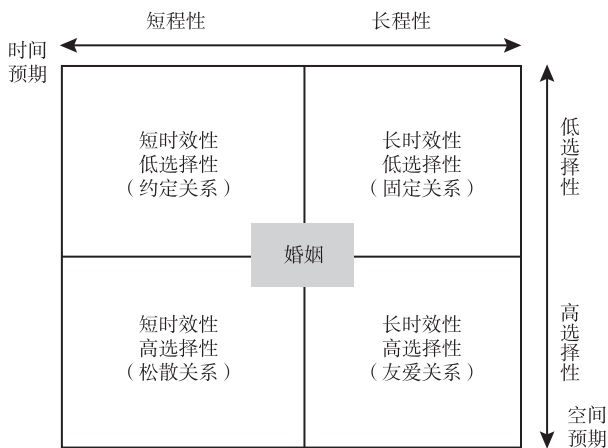 短程性
长程性
时间
预期
短时效性
低选择性
（约定关系）
长时效性
低选择性
（固定关系）
低选择性
婚姻
短时效性
高选择性
（松散关系）
长时效性
高选择性
（友爱关系）
高选择性
空间
预期